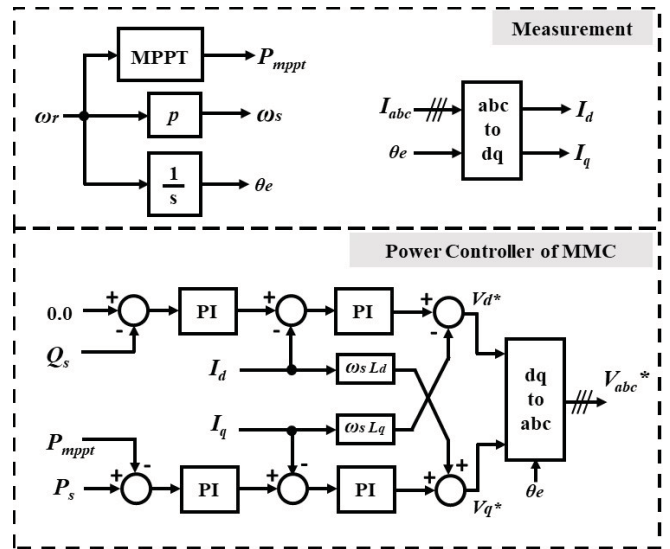 Measurement
MPPT
P_mppt
ω_r
p
ω_s
1/s
θ_e
I_abc
abc to dq
I_d
θ_e
I_q
Power Controller of MMC
0.0
+
-
PI
+
-
PI
+
-
V_d*
Q_s
I_d
ω_s L_d
dq to abc
V_abc*
I_q
ω_s L_q
P_mppt
-
P_s
+
PI
+
-
PI
+
+
V_q*
θ_e